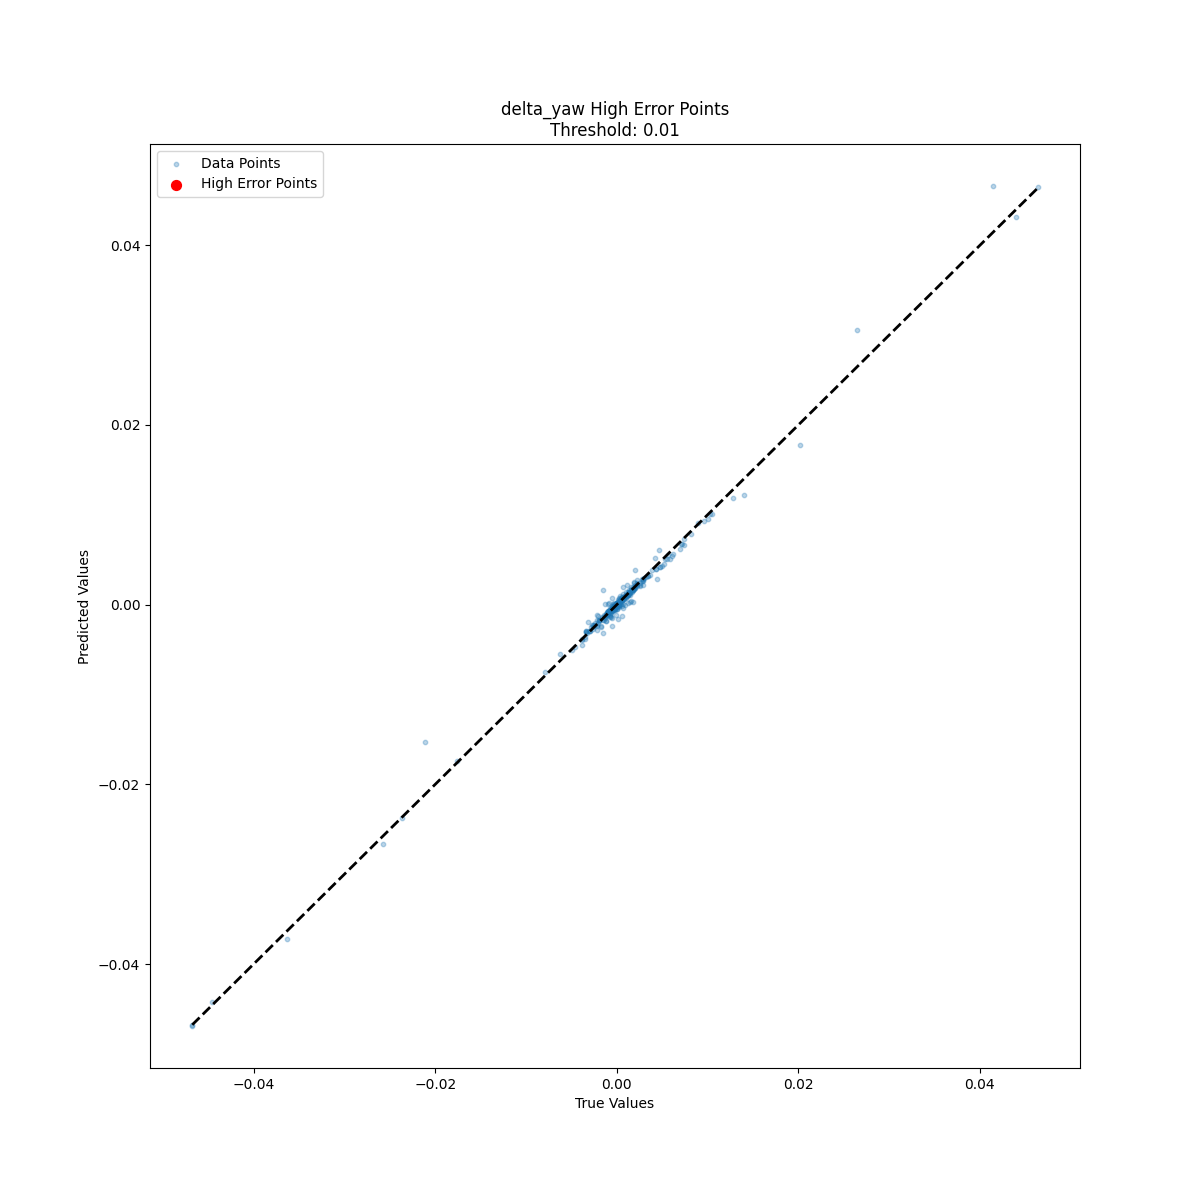 delta_yaw High Error Points
Threshold: 0.01
Data Points
High Error Points
0.04
0.02
0.00
−0.02
−0.04
Predicted Values
−0.04
−0.02
0.00
0.02
0.04
True Values